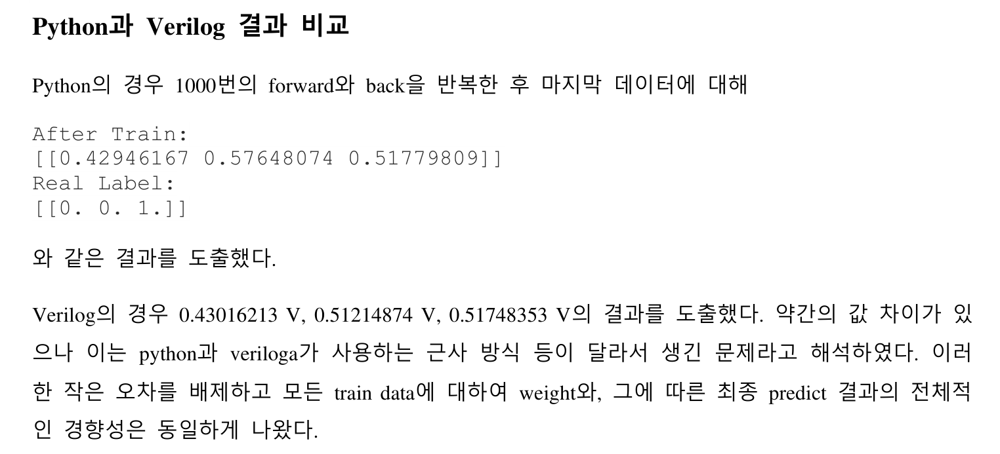 Python과 Verilog 결과 비교
Python의 경우 1000번의 forward와 back을 반복한 후 마지막 데이터에 대해
After Train:
[[0.42946167 0.57648074 0.51779809]]
Real Label:
[[0. 0. 1.]]
와 같은 결과를 도출했다.
Verilog의 경우 0.43016213 V, 0.51214874 V, 0.51748353 V의 결과를 도출했다. 약간의 값 차이가 있
으나 이는 python과 veriloga가 사용하는 근사 방식 등이 달라서 생긴 문제라고 해석하였다. 이러
한 작은 오차를 배제하고 모든 train data에 대하여 weight와, 그에 따른 최종 predict 결과의 전체적
인 경향성은 동일하게 나왔다.